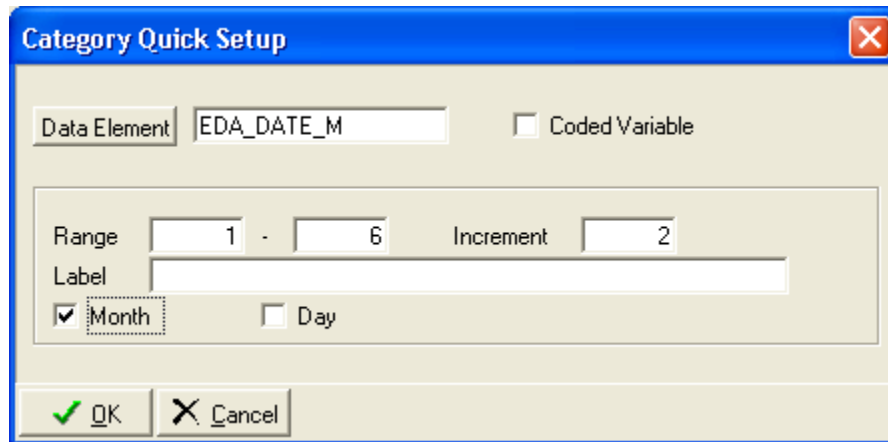 Category Quick Setup
Data Element EDA_DATE_M Coded Variable
Range 1 - 6 Increment 2
Label
Month Day
OK Cancel